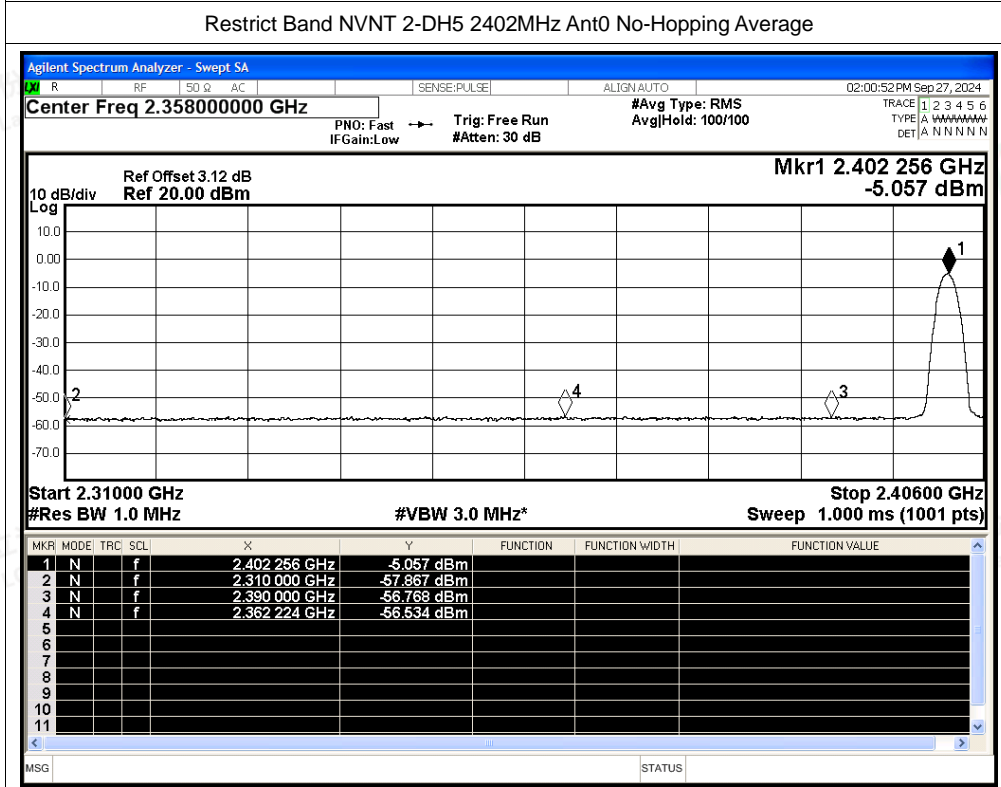 Restrict Band NVNT 2-DH5 2402MHz Ant0 No-Hopping Average
Agilent Spectrum Analyzer - Swept SA
LXI R RF 50 Ω AC SENSE:PULSE ALIGN AUTO 02:00:52 PM Sep 27, 2024
Center Freq 2.358000000 GHz #Avg Type: RMS TRACE 1 2 3 4 5 6
PNO: Fast Trig: Free Run Avg|Hold: 100/100 TYPE A WWWWW
IFGain:Low #Atten: 30 dB DET A N N N N N
Mkr1 2.402 256 GHz
Ref Offset 3.12 dB -5.057 dBm
10 dB/div Ref 20.00 dBm
Log
10.0
1
0.00
-10.0
-20.0
-30.0
-40.0
2 4 3
-50.0
-60.0
-70.0
Start 2.31000 GHz Stop 2.40600 GHz
#Res BW 1.0 MHz #VBW 3.0 MHz* Sweep 1.000 ms (1001 pts)
MKR MODE TRC SCL X Y FUNCTION FUNCTION WIDTH FUNCTION VALUE
1 N f 2.402 256 GHz -5.057 dBm
2 N f 2.310 000 GHz -57.867 dBm
3 N f 2.390 000 GHz -56.768 dBm
4 N f 2.362 224 GHz -56.534 dBm
5
6
7
8
9
10
11
MSG STATUS